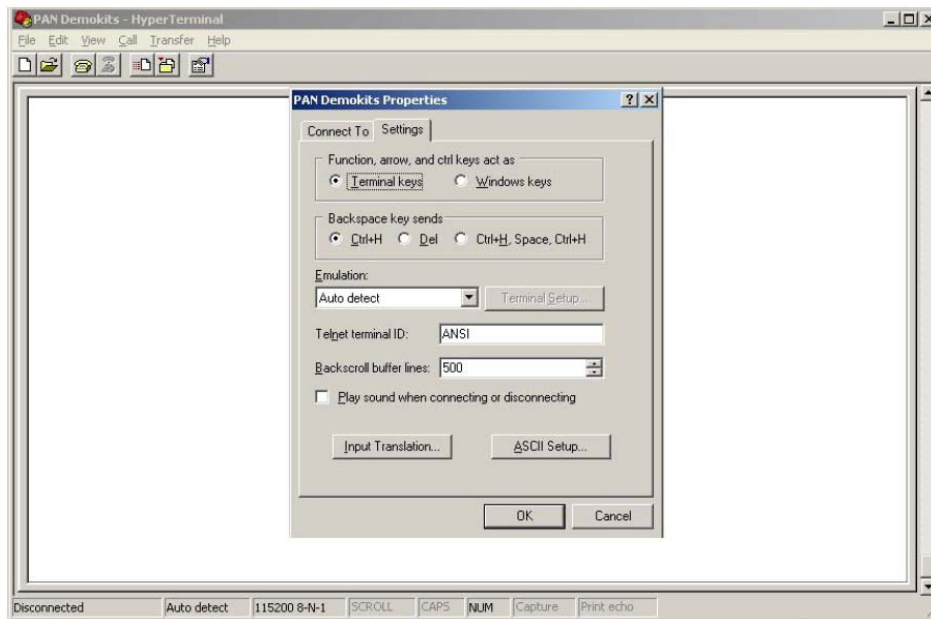 PAN Demokits - HyperTerminal
File Edit View Call Transfer Help
PAN Demokits Properties
Connect To Settings
Function, arrow, and ctrl keys act as
Terminal keys Windows keys
Backspace key sends
Ctrl+H Del Ctrl+H, Space, Ctrl+H
Emulation:
Auto detect Terminal Setup...
Telnet terminal ID: ANSI
Backscroll buffer lines: 500
Play sound when connecting or disconnecting
Input Translation... ASCII Setup...
OK Cancel
Disconnected Auto detect 115200 8-N-1 SCROLL CAPS NUM Capture Print echo